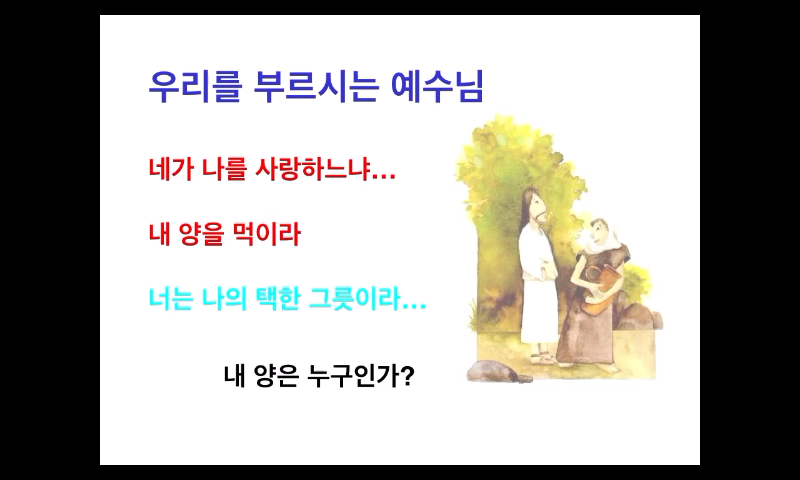 우리를 부르시는 예수님
네가 나를 사랑하느냐...
내 양을 먹이라
너는 나의 택한 그릇이라...
내 양은 누구인가?